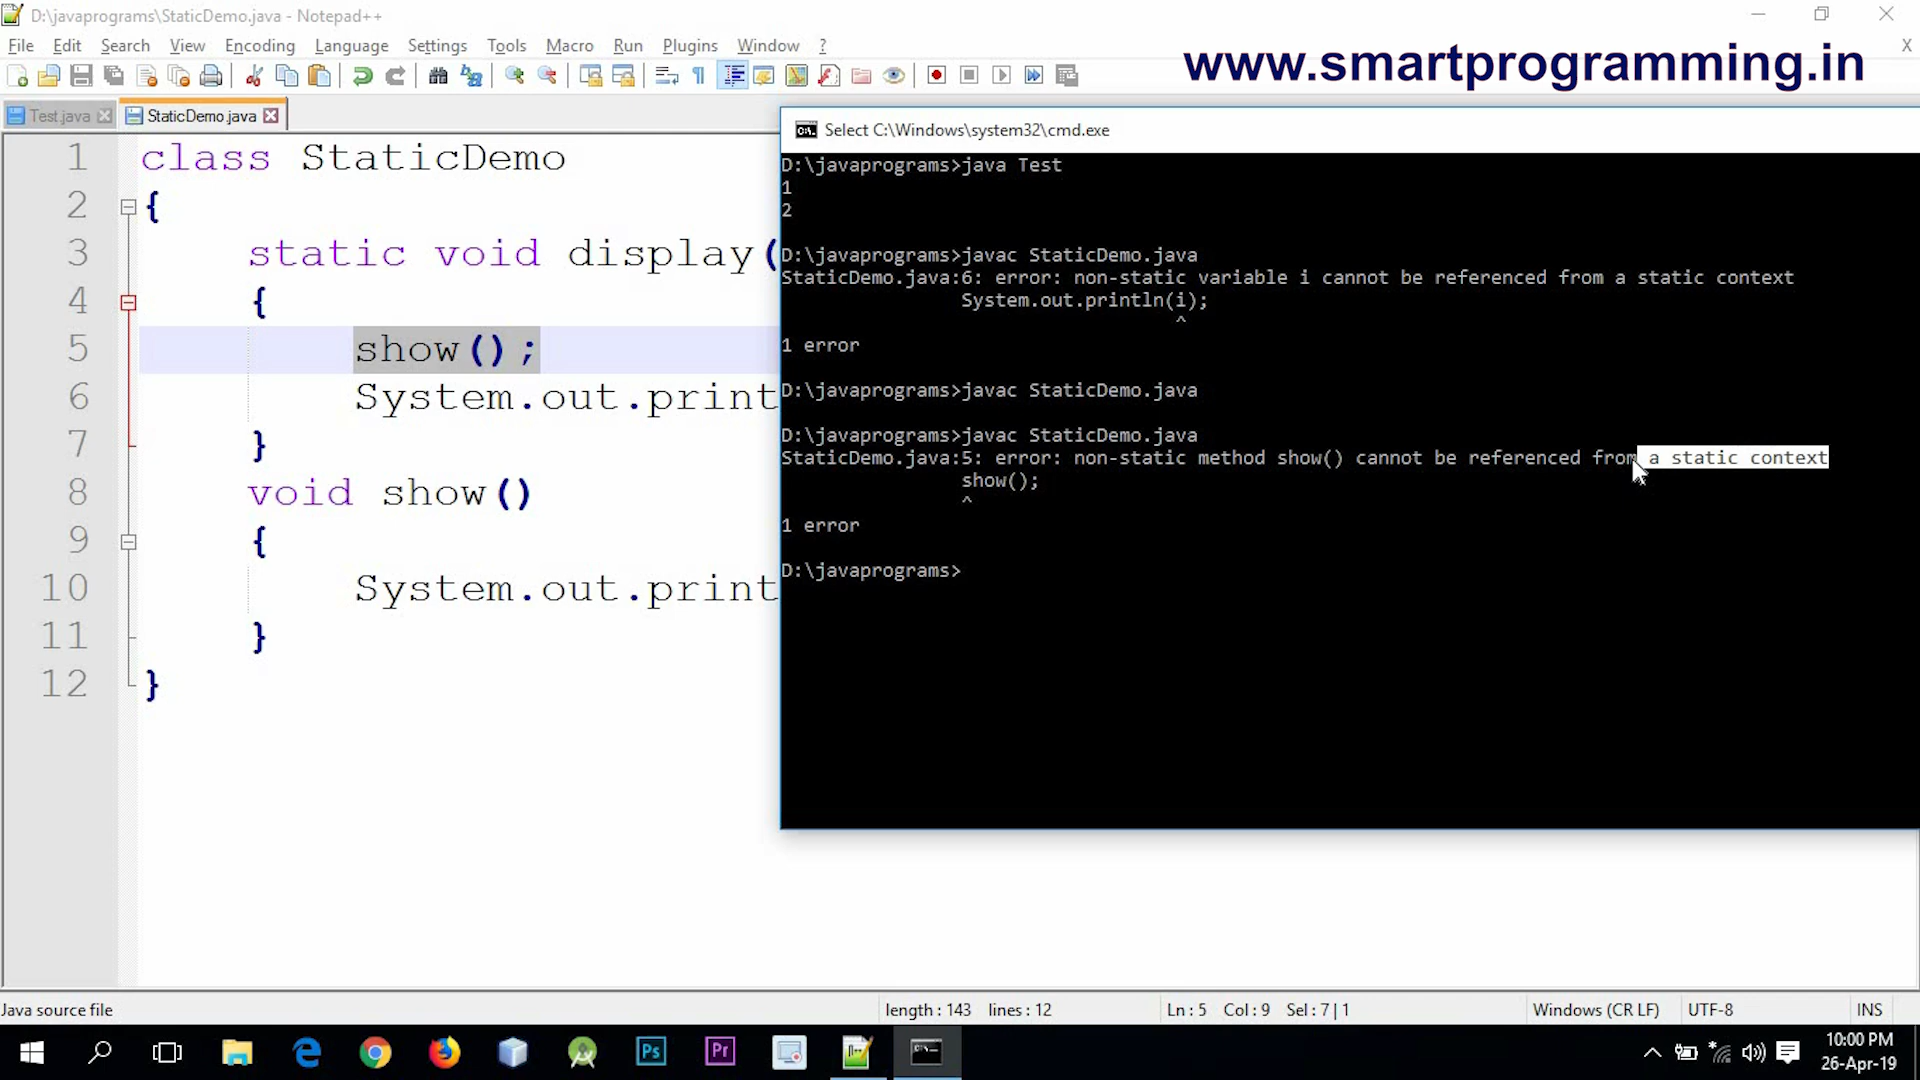 D:\javaprograms\StaticDemo.java - Notepad++
File Edit Search View Encoding Language Settings Tools Macro Run Plugins Window ?
X
www.smartprogramming.in
Test.java StaticDemo.java
1 class StaticDemo
2 {
3 static void display(
4 {
5 show();
6 System.out.print
7 }
8 void show()
9 {
10 System.out.print
11 }
12 }
Select C:\Windows\system32\cmd.exe
D:\javaprograms>java Test
1
2
D:\javaprograms>javac StaticDemo.java
StaticDemo.java:6: error: non-static variable i cannot be referenced from a static context
System.out.println(i);
^
1 error
D:\javaprograms>javac StaticDemo.java
D:\javaprograms>javac StaticDemo.java
StaticDemo.java:5: error: non-static method show() cannot be referenced from a static context
show();
^
1 error
D:\javaprograms>
Java source file length : 143 lines : 12 Ln : 5 Col : 9 Sel : 7 | 1 Windows (CR LF) UTF-8 INS
Ps Pr
10:00 PM
26-Apr-19